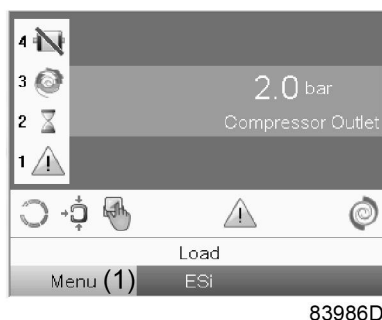 4
3
2.0 bar
2
Compressor Outlet
1
Load
Menu (1) ESi
83986D